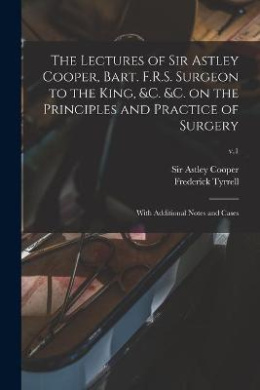 The Lectures of Sir Astley
Cooper, Bart. F.R.S. Surgeon
to the King, &c. &c. on the
Principles and Practice of
Surgery
With Additional Notes and Cases
v.1
Sir Astley Cooper
Frederick Tyrrell